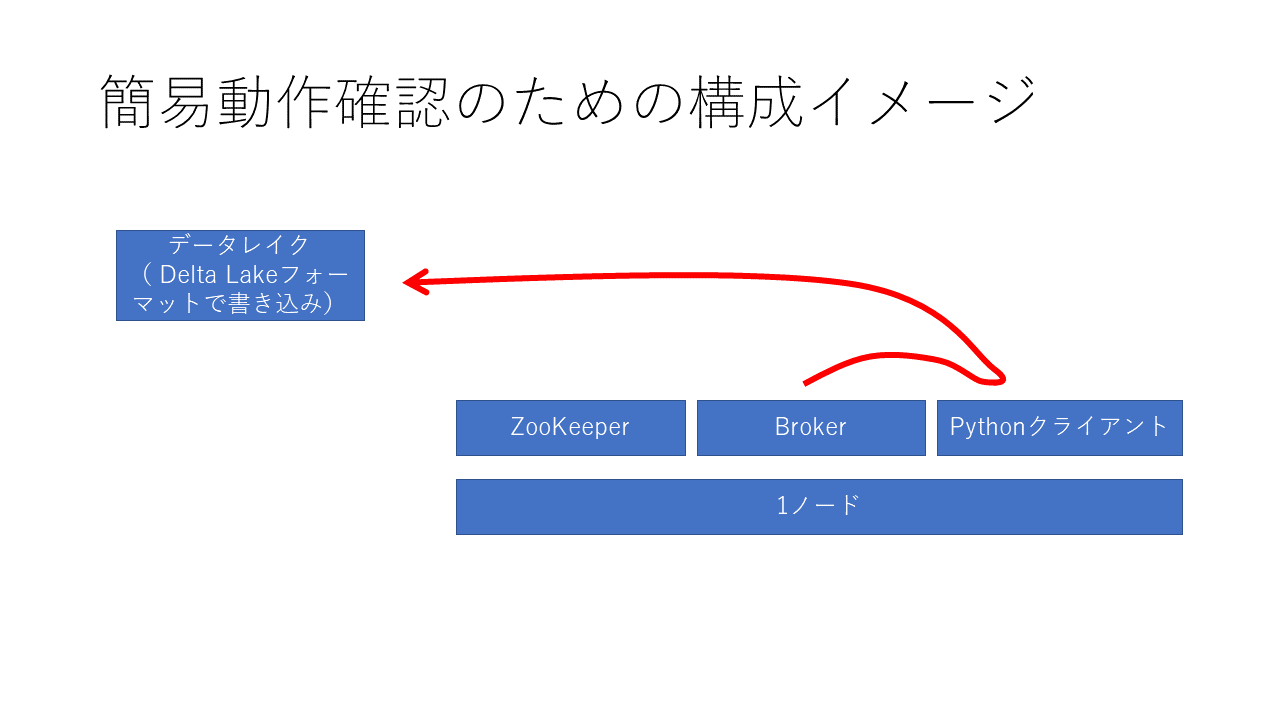 簡易動作確認のための構成イメージ
データレイク
（ Delta Lakeフォー
マットで書き込み）
ZooKeeper
Broker
Pythonクライアント
1ノード